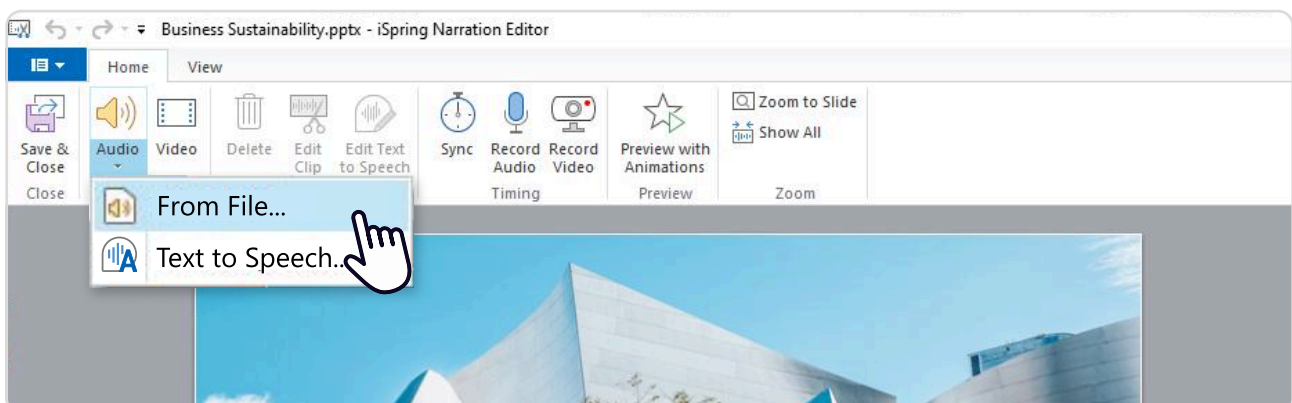 Business Sustainability.pptx - iSpring Narration Editor
Home View
Zoom to Slide
Show All
Save & Close
Audio
Video
Delete
Edit Clip
Edit Text to Speech
Sync
Record Audio
Record Video
Preview with Animations
Close
Timing
Preview
Zoom
From File...
Text to Speech..